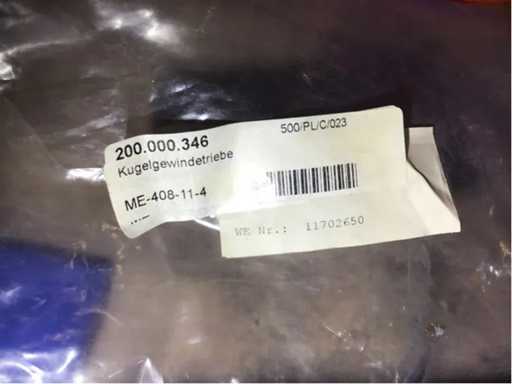 200.000.346
500/PL/C/023
Kugelgewindetriebe
ME-408-11-4
WE Nr.: 11702650